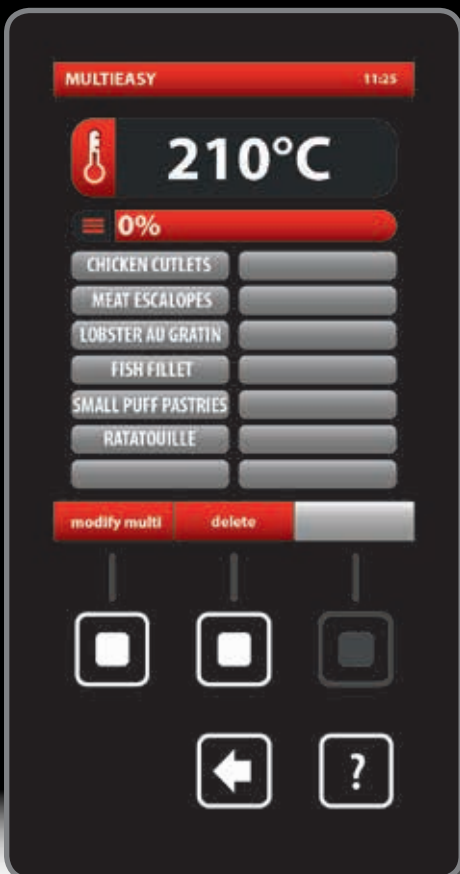 MULTIEASY 11:25
210°C
0%
CHICKEN CUTLETS
MEAT ESCALOPES
LOBSTER AU GRATIN
FISH FILLET
SMALL PUFF PASTRIES
RATATOUILLE
modify multi delete
?